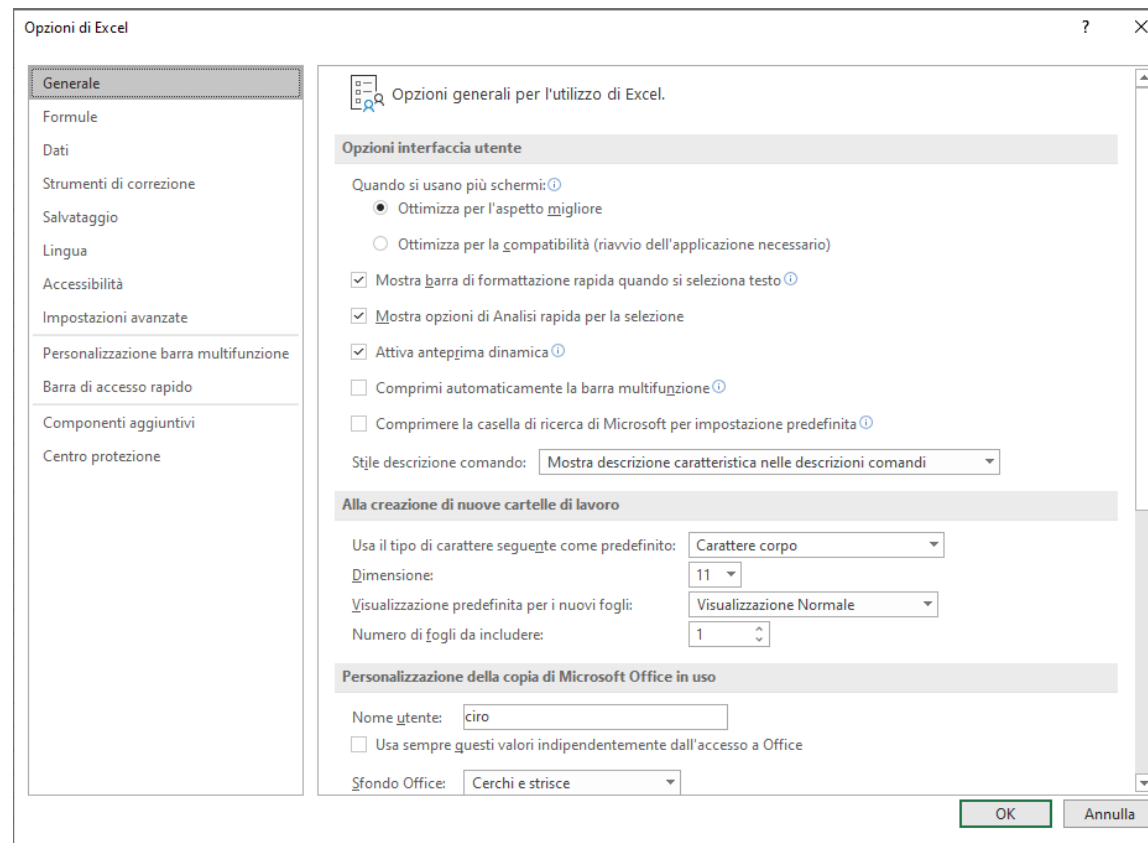 Opzioni di Excel
?
Generale
Formule
Dati
Strumenti di correzione
Salvataggio
Lingua
Accessibilità
Impostazioni avanzate
Personalizzazione barra multifunzione
Barra di accesso rapido
Componenti aggiuntivi
Centro protezione
Opzioni generali per l'utilizzo di Excel.
Opzioni interfaccia utente
Quando si usano più schermi:
Ottimizza per l'aspetto migliore
Ottimizza per la compatibilità (riavvio dell'applicazione necessario)
Mostra barra di formattazione rapida quando si seleziona testo
Mostra opzioni di Analisi rapida per la selezione
Attiva anteprima dinamica
Comprimi automaticamente la barra multifunzione
Comprimere la casella di ricerca di Microsoft per impostazione predefinita
Stile descrizione comando: Mostra descrizione caratteristica nelle descrizioni comandi
Alla creazione di nuove cartelle di lavoro
Usa il tipo di carattere seguente come predefinito: Carattere corpo
Dimensione: 11
Visualizzazione predefinita per i nuovi fogli: Visualizzazione Normale
Numero di fogli da includere: 1
Personalizzazione della copia di Microsoft Office in uso
Nome utente: ciro
Usa sempre questi valori indipendentemente dall'accesso a Office
Sfondo Office: Cerchi e strisce
OK Annulla